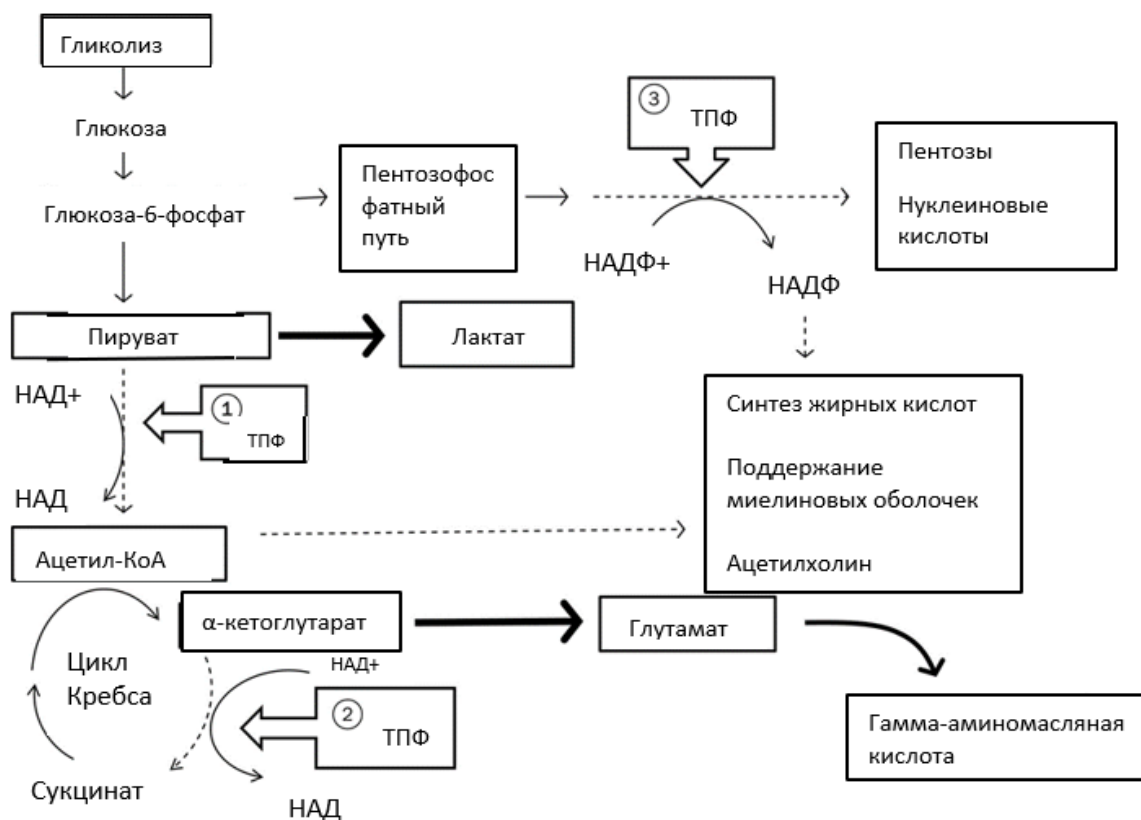 Гликолиз
Глюкоза
Глюкоза-6-фосфат
Пентозофос
фатный
путь
③
ТПФ
НАДФ+
НАДФ
Пентозы
Нуклеиновые
кислоты
Пируват
Лактат
НАД+
①
ТПФ
НАД
Синтез жирных кислот
Поддержание
миелиновых оболочек
Ацетилхолин
Ацетил-КоА
α-кетоглутарат
Глутамат
Цикл
Кребса
НАД+
②
ТПФ
Сукцинат
НАД
Гамма-аминомасляная
кислота